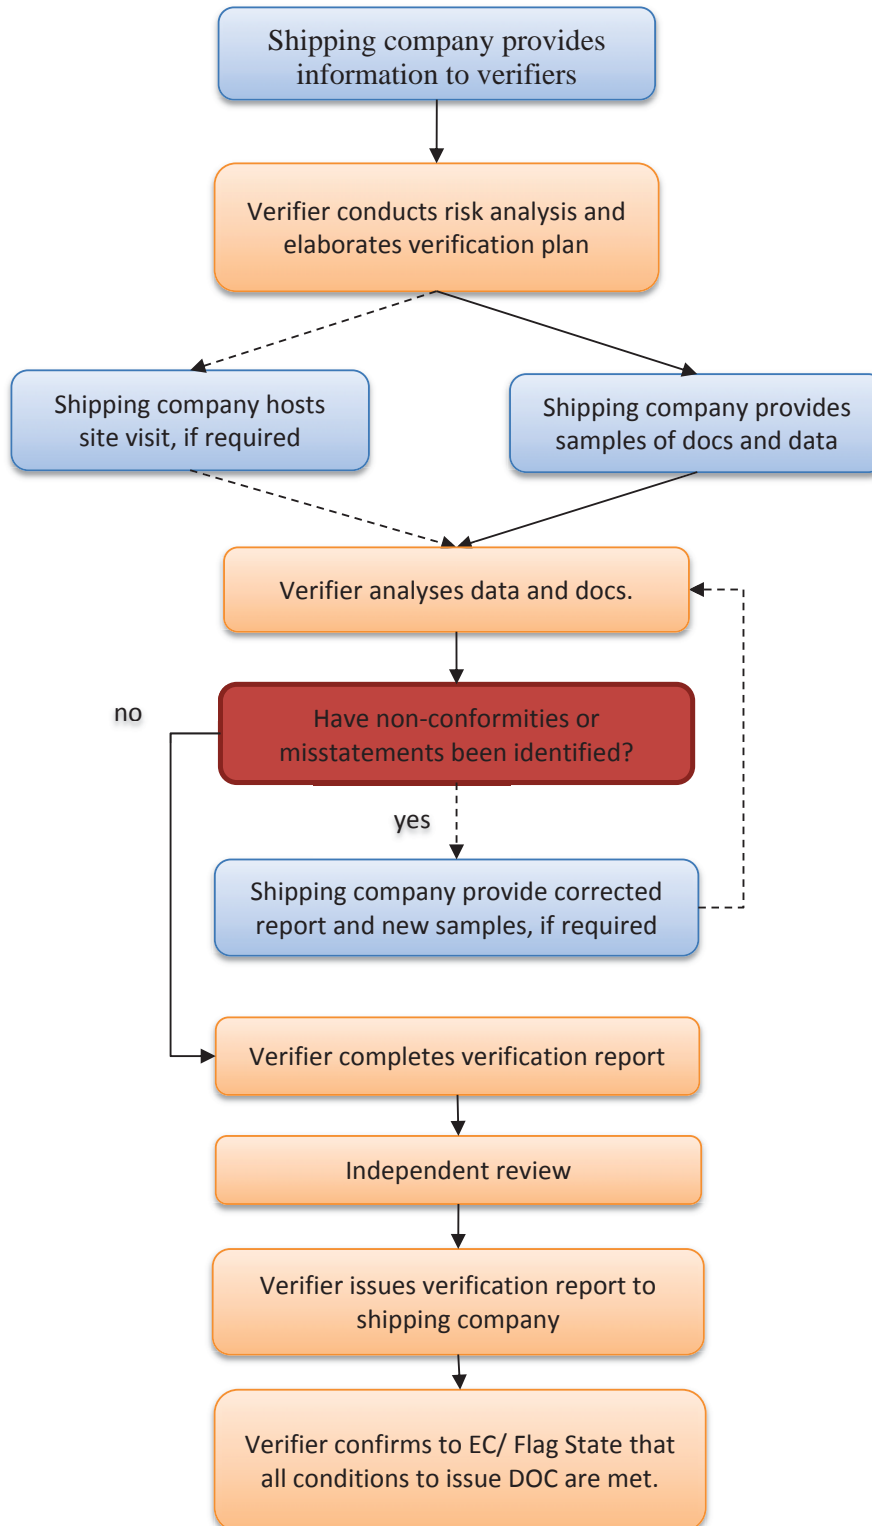 Shipping company provides
information to verifiers
Verifier conducts risk analysis and
elaborates verification plan
Shipping company hosts
site visit, if required
Shipping company provides
samples of docs and data
Verifier analyses data and docs.
no
Have non-conformities or
misstatements been identified?
yes
Shipping company provide corrected
report and new samples, if required
Verifier completes verification report
Independent review
Verifier issues verification report to
shipping company
Verifier confirms to EC/ Flag State that
all conditions to issue DOC are met.